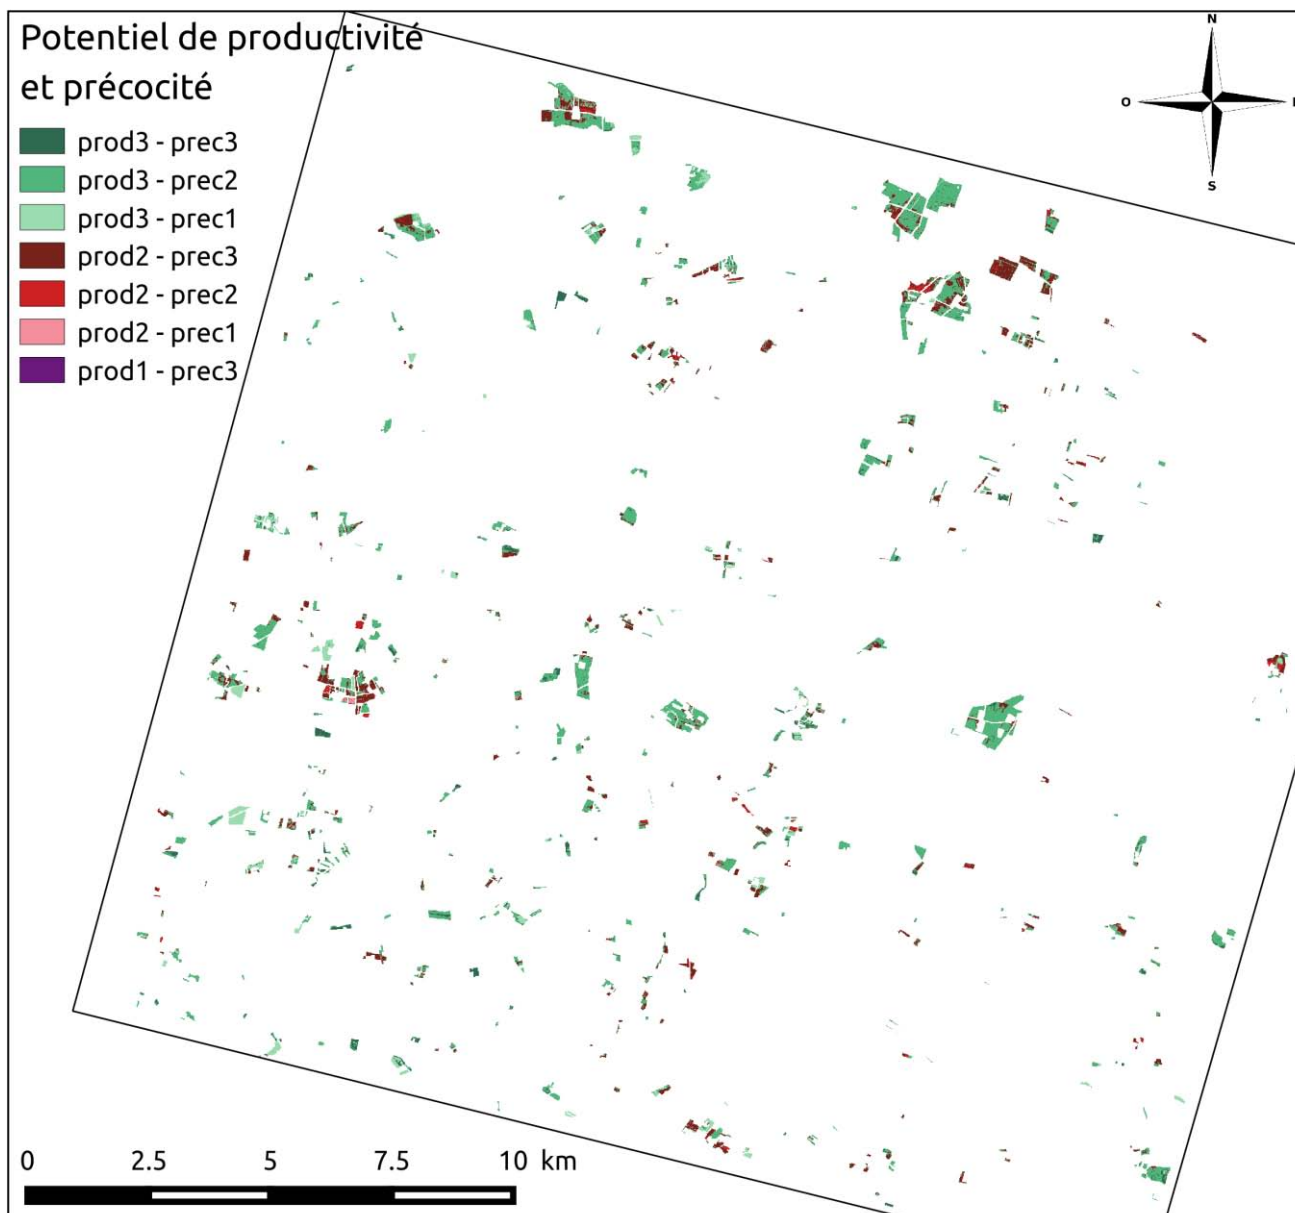 Potentiel de productivité
et précocité
prod3 - prec3
prod3 - prec2
prod3 - prec1
prod2 - prec3
prod2 - prec2
prod2 - prec1
prod1 - prec3
N
O
S
0 2.5 5 7.5 10 km